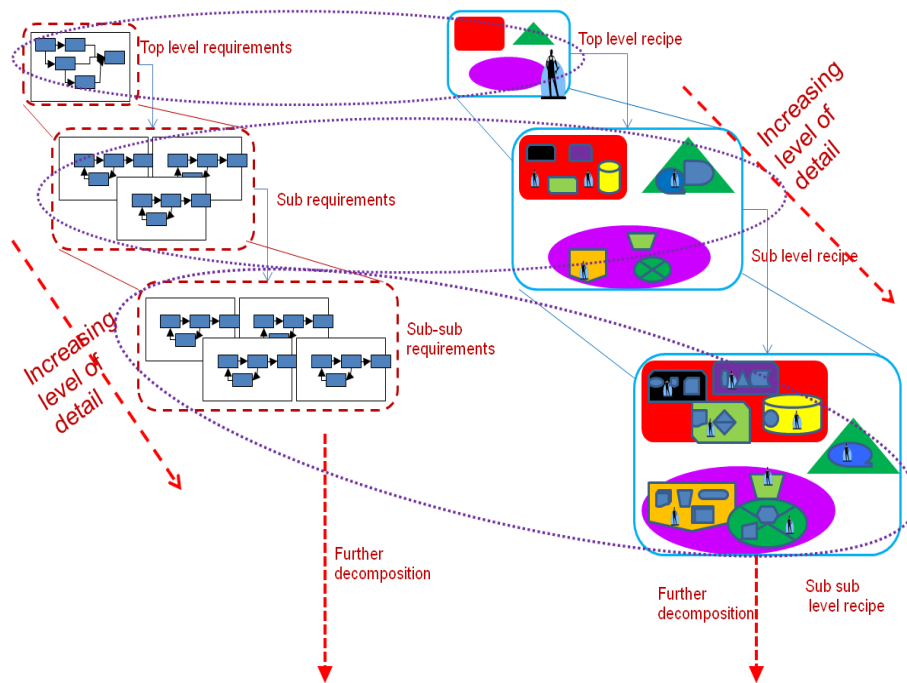 Top level requirements
Top level recipe
Increasing
level of
detail
Sub requirements
Sub level recipe
Increasing
level of
detail
Sub-sub
requirements
Further
decomposition
Further
decomposition
Sub sub
level recipe